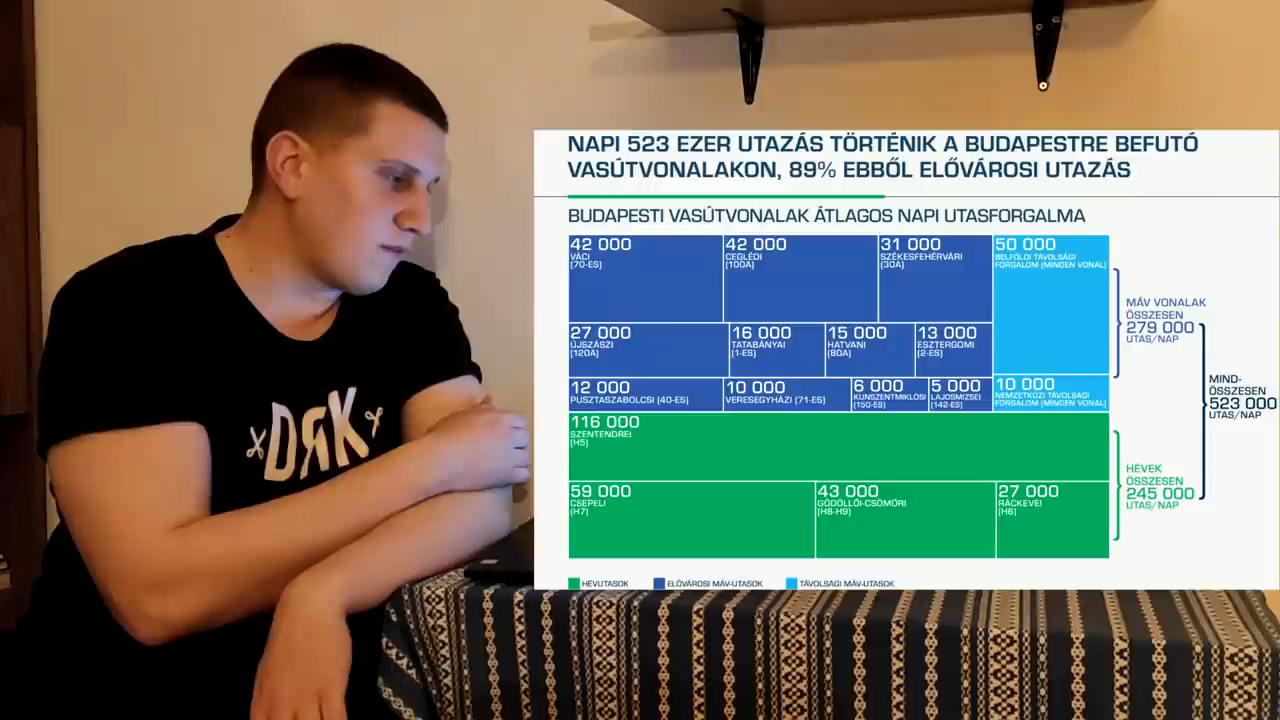 NAPI 523 EZER UTAZÁS TÖRTÉNIK A BUDAPESTRE BEFUTÓ
VASÚTVONALAKON, 89% EBBŐL ELŐVÁROSI UTAZÁS
BUDAPESTI VASÚTVONALAK ÁTLAGOS NAPI UTASFORGALMA
42 000
VÁCI
(70-ES)
42 000
CEGLÉDI
(100A)
31 000
SZÉKESFEHÉRVÁRI
(30A)
50 000
BELFÖLDI TÁVOLSÁGI
FORGALOM (MINDEN VONAL)
27 000
ÚJSZÁSZI
(120A)
16 000
TATABÁNYAI
(1-ES)
15 000
HATVANI
(80A)
13 000
ESZTERGOMI
(2-ES)
12 000
PUSZTASZABOLCSI (40-ES)
10 000
VERESEGYHÁZI (71-ES)
6 000
KUNSZENTMIKLÓSI
(150-ES)
5 000
LAJOSMIZSEI
(142-ES)
10 000
NEMZETKÖZI TÁVOLSÁGI
FORGALOM (MINDEN VONAL)
116 000
SZENTENDREI
(H5)
59 000
CSEPELI
(H7)
43 000
GÖDÖLLŐI-CSÖMÖRI
(H8-H9)
27 000
RÁCKEVEI
(H6)
MÁV VONALAK
ÖSSZESEN
279 000
UTAS/NAP
HÉVEK
ÖSSZESEN
245 000
UTAS/NAP
MIND-
ÖSSZESEN
523 000
UTAS/NAP
HÉVUTASOK
ELŐVÁROSI MÁV-UTASOK
TÁVOLSÁGI MÁV-UTASOK
DЯK